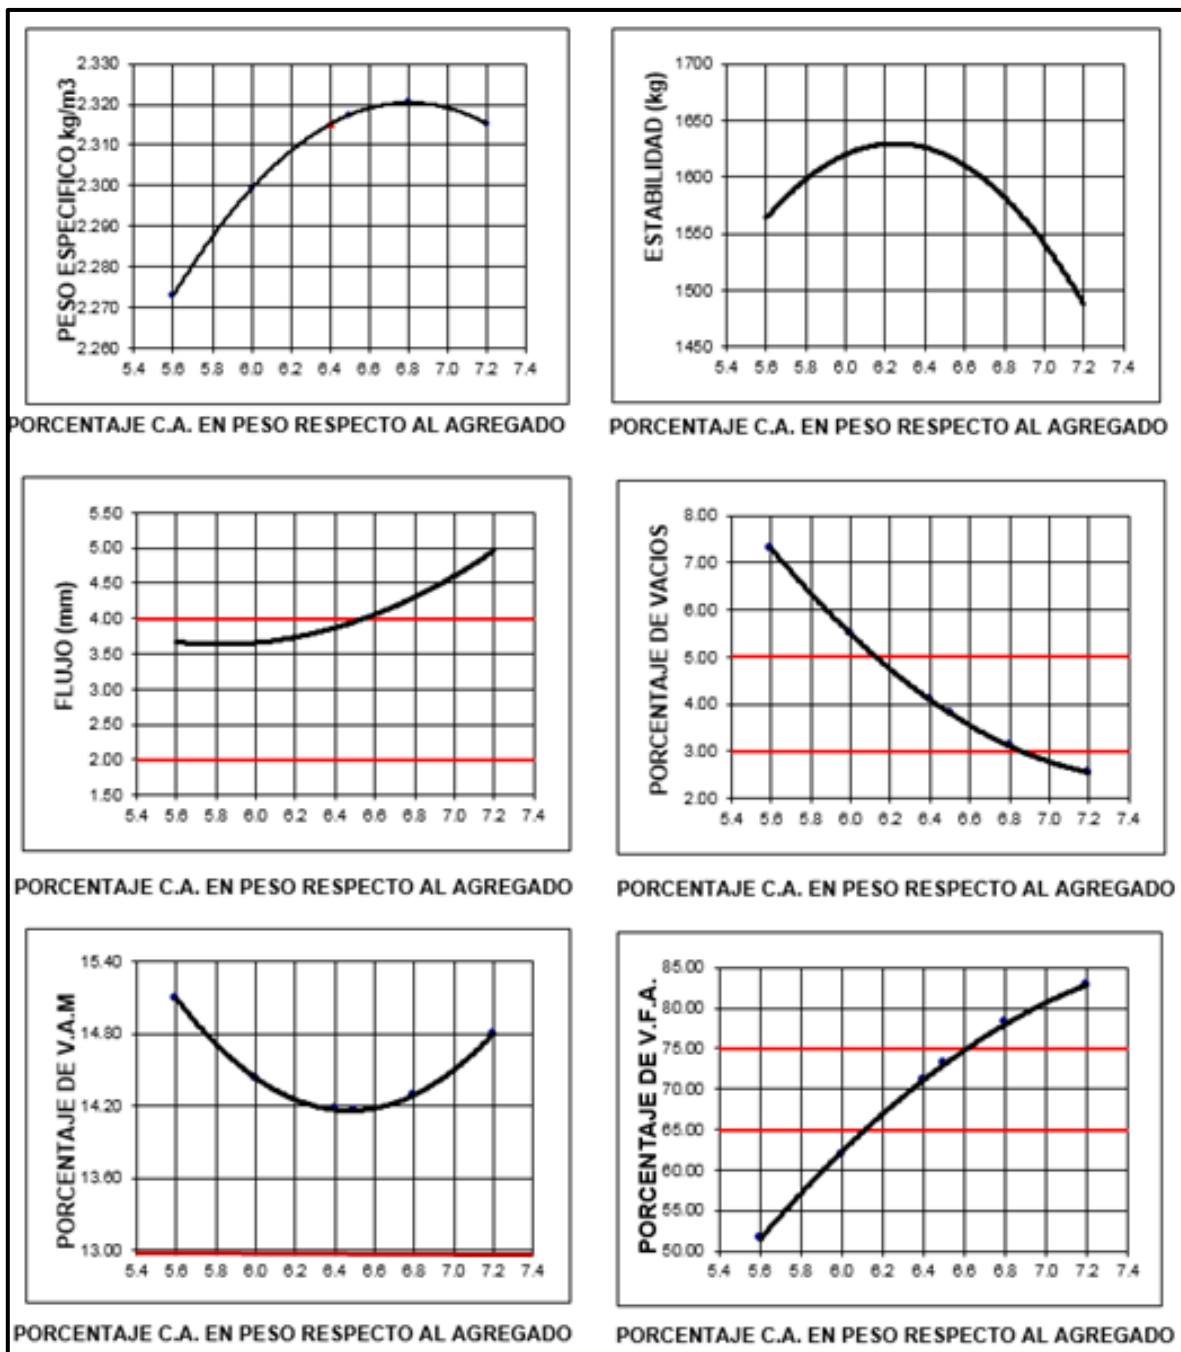 PESO ESPECIFICO kg/m3
2.330
2.320
2.310
2.300
2.290
2.280
2.270
2.260
5.4 5.6 5.8 6.0 6.2 6.4 6.6 6.8 7.0 7.2 7.4
PORCENTAJE C.A. EN PESO RESPECTO AL AGREGADO
ESTABILIDAD (kg)
1700
1650
1600
1550
1500
1450
5.4 5.6 5.8 6.0 6.2 6.4 6.6 6.8 7.0 7.2 7.4
PORCENTAJE C.A. EN PESO RESPECTO AL AGREGADO
FLUJO (mm)
5.50
5.00
4.50
4.00
3.50
3.00
2.50
2.00
1.50
5.4 5.6 5.8 6.0 6.2 6.4 6.6 6.8 7.0 7.2 7.4
PORCENTAJE C.A. EN PESO RESPECTO AL AGREGADO
PORCENTAJE DE VACIOS
8.00
7.00
6.00
5.00
4.00
3.00
2.00
5.4 5.6 5.8 6.0 6.2 6.4 6.6 6.8 7.0 7.2 7.4
PORCENTAJE C.A. EN PESO RESPECTO AL AGREGADO
PORCENTAJE DE V.A.M
15.40
14.80
14.20
13.60
13.00
5.4 5.6 5.8 6.0 6.2 6.4 6.6 6.8 7.0 7.2 7.4
PORCENTAJE C.A. EN PESO RESPECTO AL AGREGADO
PORCENTAJE DE V.F.A.
85.00
80.00
75.00
70.00
65.00
60.00
55.00
50.00
5.4 5.6 5.8 6.0 6.2 6.4 6.6 6.8 7.0 7.2 7.4
PORCENTAJE C.A. EN PESO RESPECTO AL AGREGADO